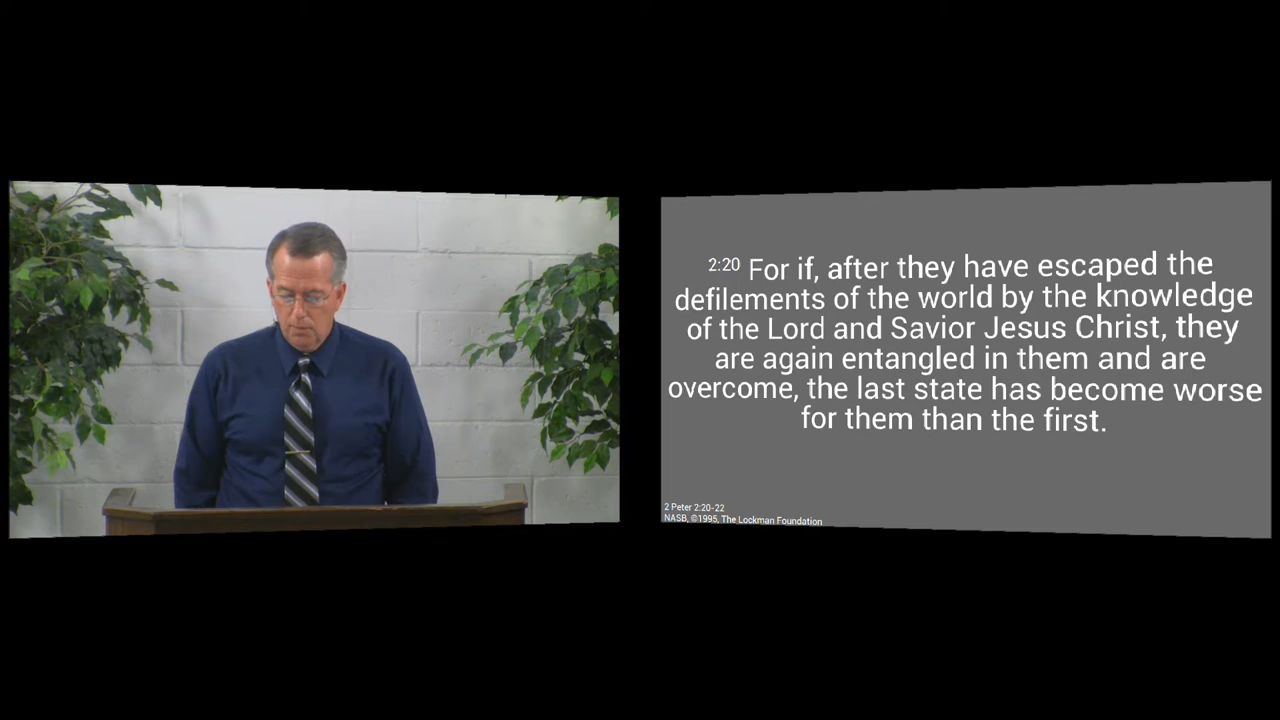 2:20 For if, after they have escaped the
defilements of the world by the knowledge
of the Lord and Savior Jesus Christ, they
are again entangled in them and are
overcome, the last state has become worse
for them than the first.
2 Peter 2:20-22
NASB, ©1995, The Lockman Foundation